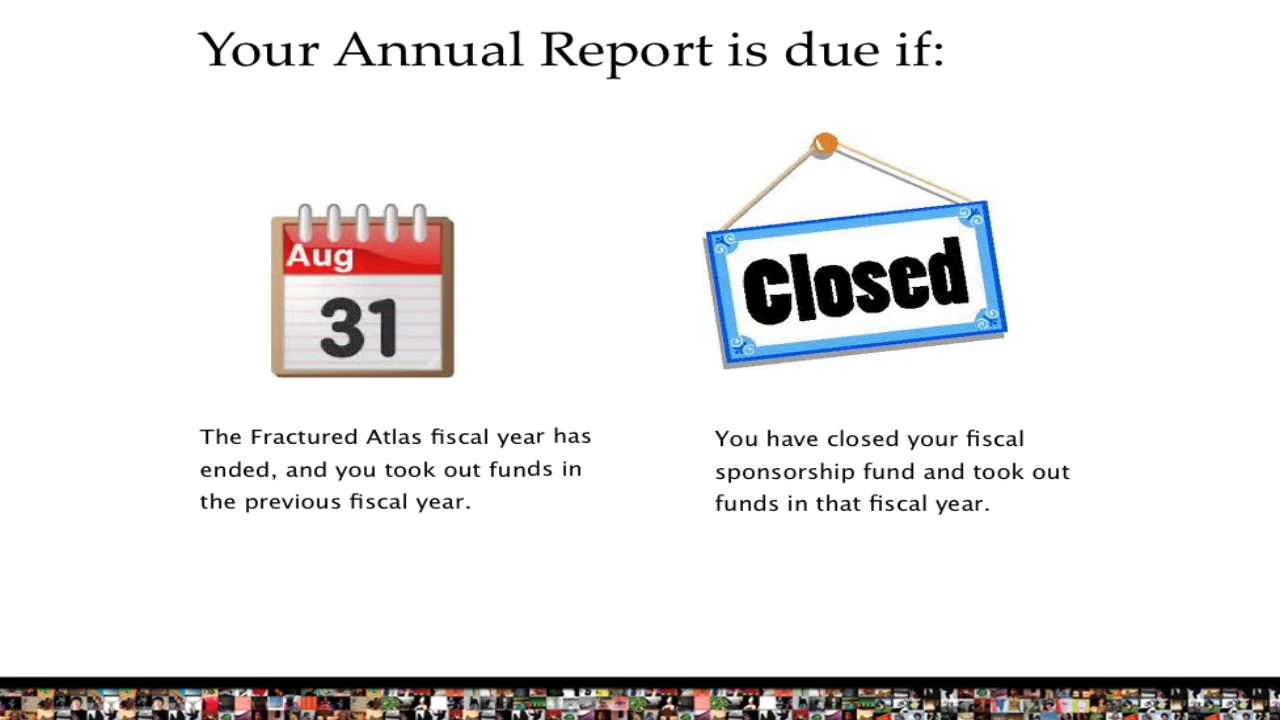 Your Annual Report is due if:
Aug
31
Closed
The Fractured Atlas fiscal year has
ended, and you took out funds in
the previous fiscal year.
You have closed your fiscal
sponsorship fund and took out
funds in that fiscal year.